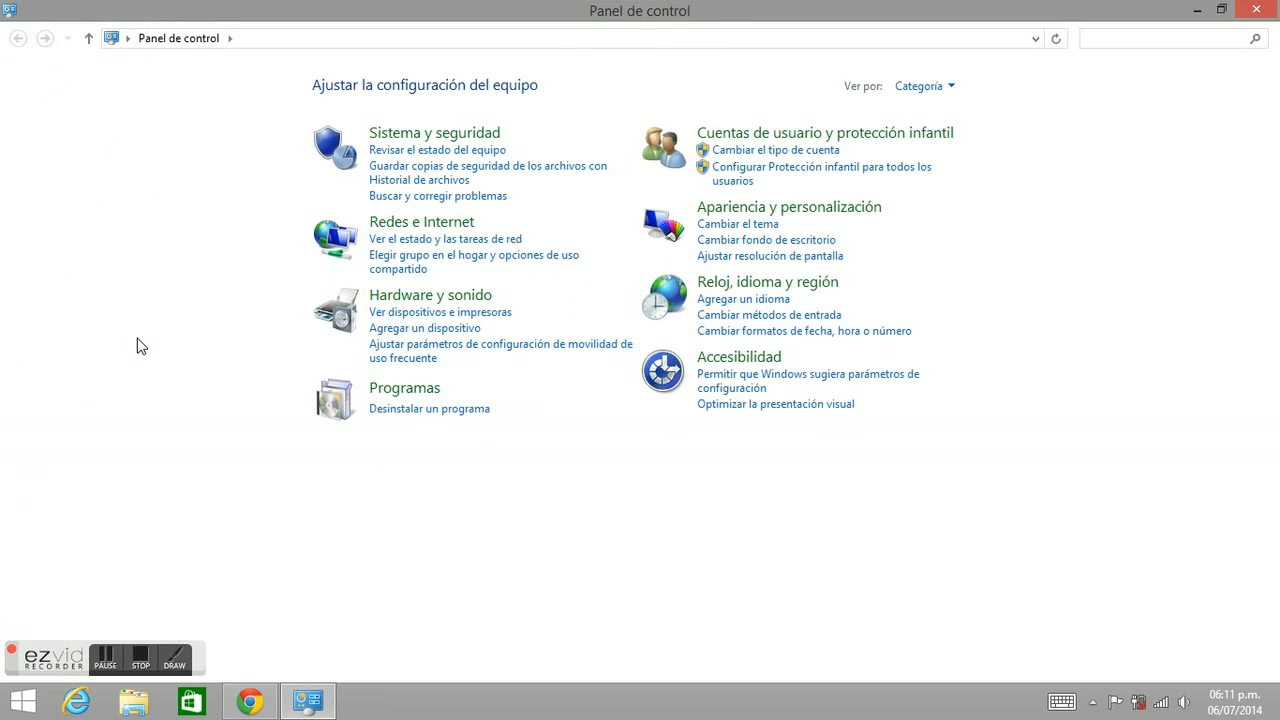 Panel de control
Panel de control
Ajustar la configuración del equipo
Ver por: Categoría
Sistema y seguridad
Revisar el estado del equipo
Guardar copias de seguridad de los archivos con
Historial de archivos
Buscar y corregir problemas
Redes e Internet
Ver el estado y las tareas de red
Elegir grupo en el hogar y opciones de uso
compartido
Hardware y sonido
Ver dispositivos e impresoras
Agregar un dispositivo
Ajustar parámetros de configuración de movilidad de
uso frecuente
Programas
Desinstalar un programa
Cuentas de usuario y protección infantil
Cambiar el tipo de cuenta
Configurar Protección infantil para todos los
usuarios
Apariencia y personalización
Cambiar el tema
Cambiar fondo de escritorio
Ajustar resolución de pantalla
Reloj, idioma y región
Agregar un idioma
Cambiar métodos de entrada
Cambiar formatos de fecha, hora o número
Accesibilidad
Permitir que Windows sugiera parámetros de
configuración
Optimizar la presentación visual
ezvid
RECORDER
PAUSE
STOP
DRAW
06:11 p.m.
06/07/2014